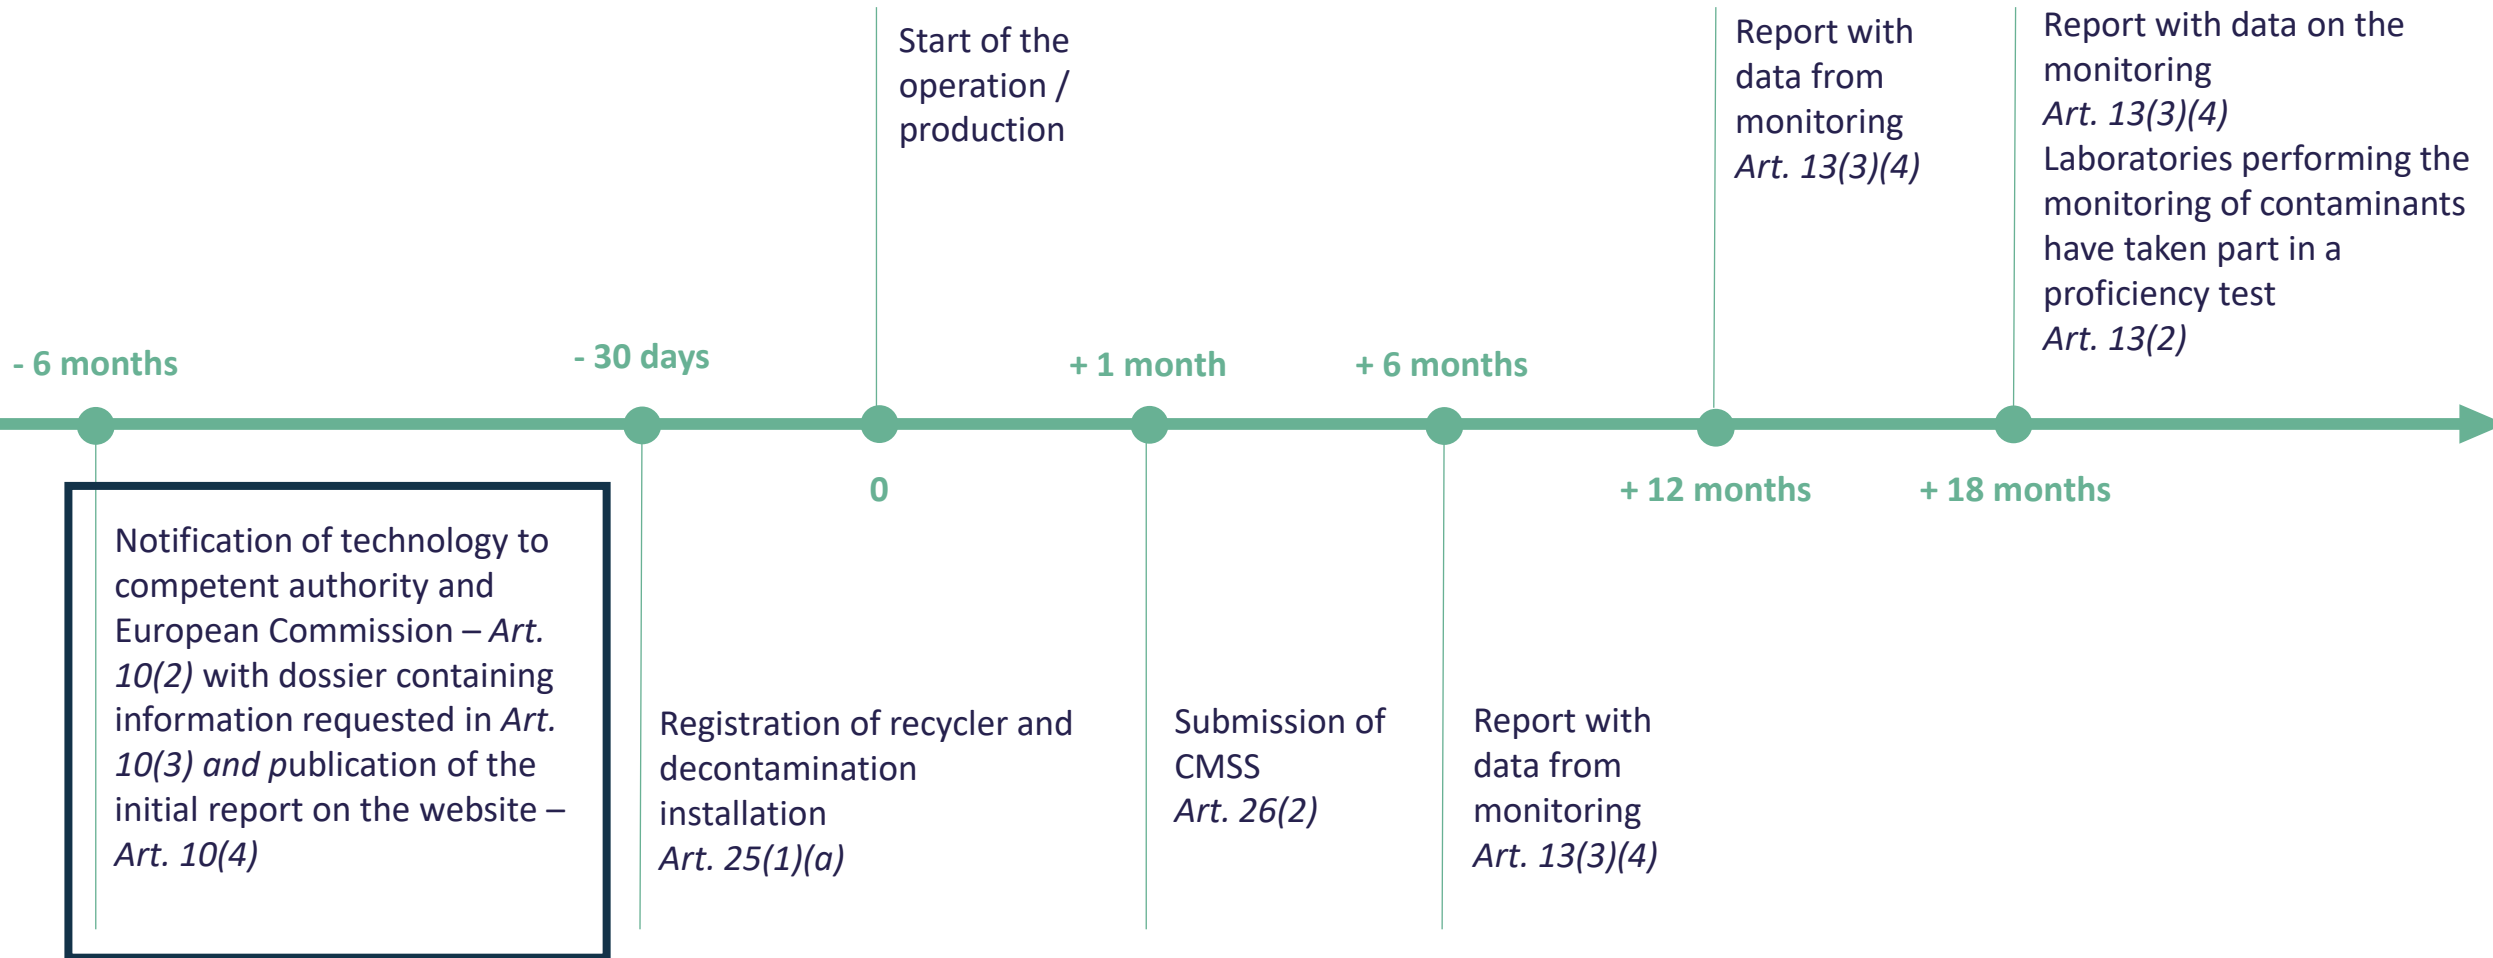 Start of the
operation /
production
Report with
data from
monitoring
Art. 13(3)(4)
Report with data on the
monitoring
Art. 13(3)(4)
Laboratories performing the
monitoring of contaminants
have taken part in a
proficiency test
Art. 13(2)
- 6 months
- 30 days
+ 1 month
+ 6 months
0
+ 12 months
+ 18 months
Notification of technology to
competent authority and
European Commission – Art.
10(2) with dossier containing
information requested in Art.
10(3) and publication of the
initial report on the website –
Art. 10(4)
Registration of recycler and
decontamination
installation
Art. 25(1)(a)
Submission of
CMSS
Art. 26(2)
Report with
data from
monitoring
Art. 13(3)(4)